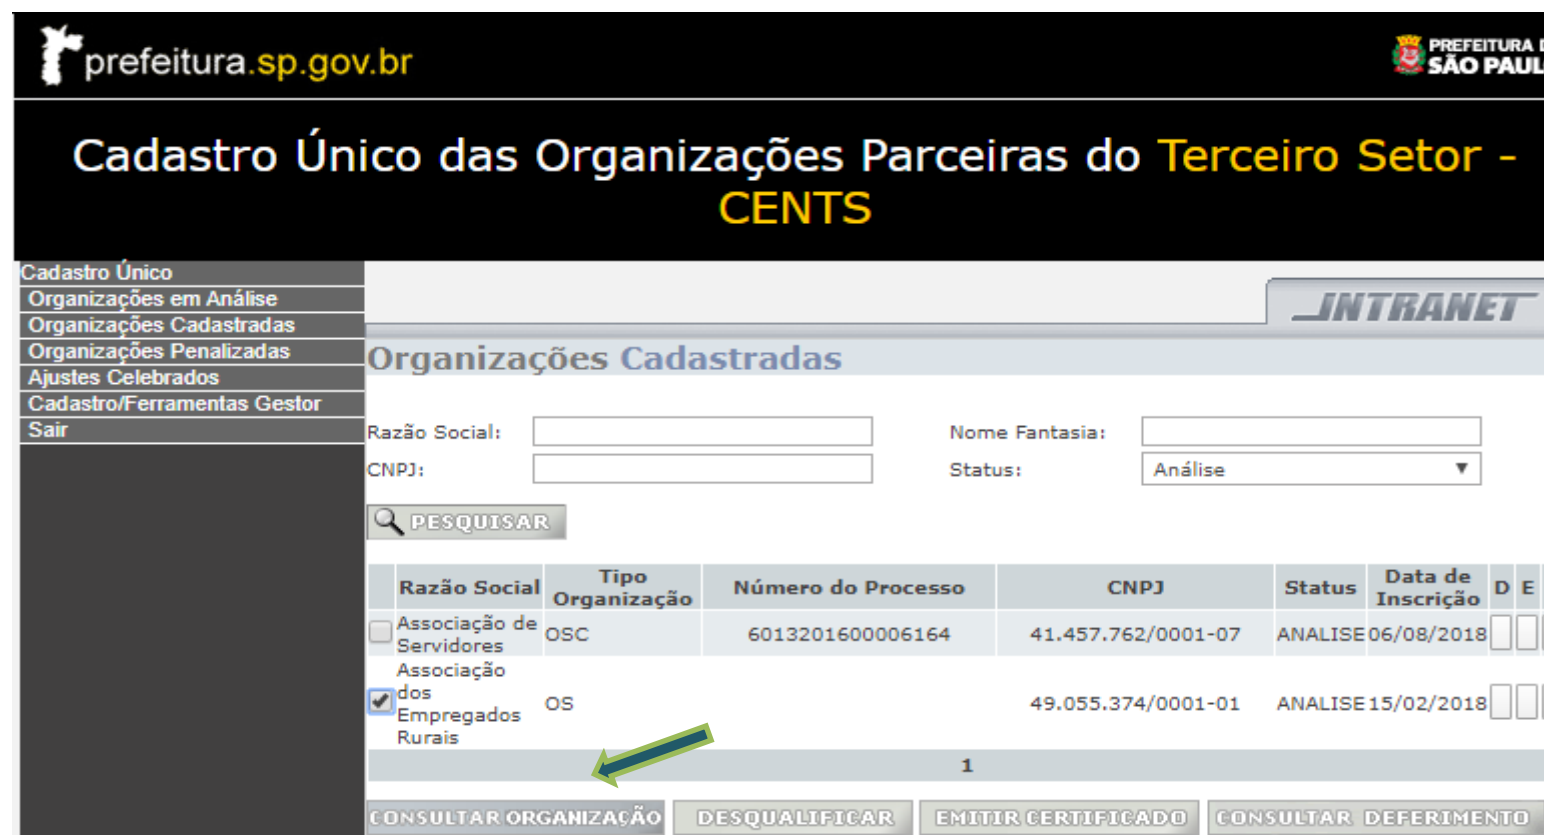 prefeitura.sp.gov.br
PREFEITURA D
SÃO PAUL
Cadastro Único das Organizações Parceiras do Terceiro Setor -
CENTS
Cadastro Único
Organizações em Análise
Organizações Cadastradas
Organizações Penalizadas
Ajustes Celebrados
Cadastro/Ferramentas Gestor
Sair
INTRANET
Organizações Cadastradas
Razão Social:
Nome Fantasia:
CNPJ:
Status: Análise
PESQUISAR
Razão Social Tipo Organização Número do Processo CNPJ Status Data de Inscrição D E
Associação de Servidores OSC 6013201600006164 41.457.762/0001-07 ANALISE 06/08/2018
Associação dos Empregados Rurais OS 49.055.374/0001-01 ANALISE 15/02/2018
1
CONSULTAR ORGANIZAÇÃO DESQUALIFICAR EMITIR CERTIFICADO CONSULTAR DEFERIMENTO